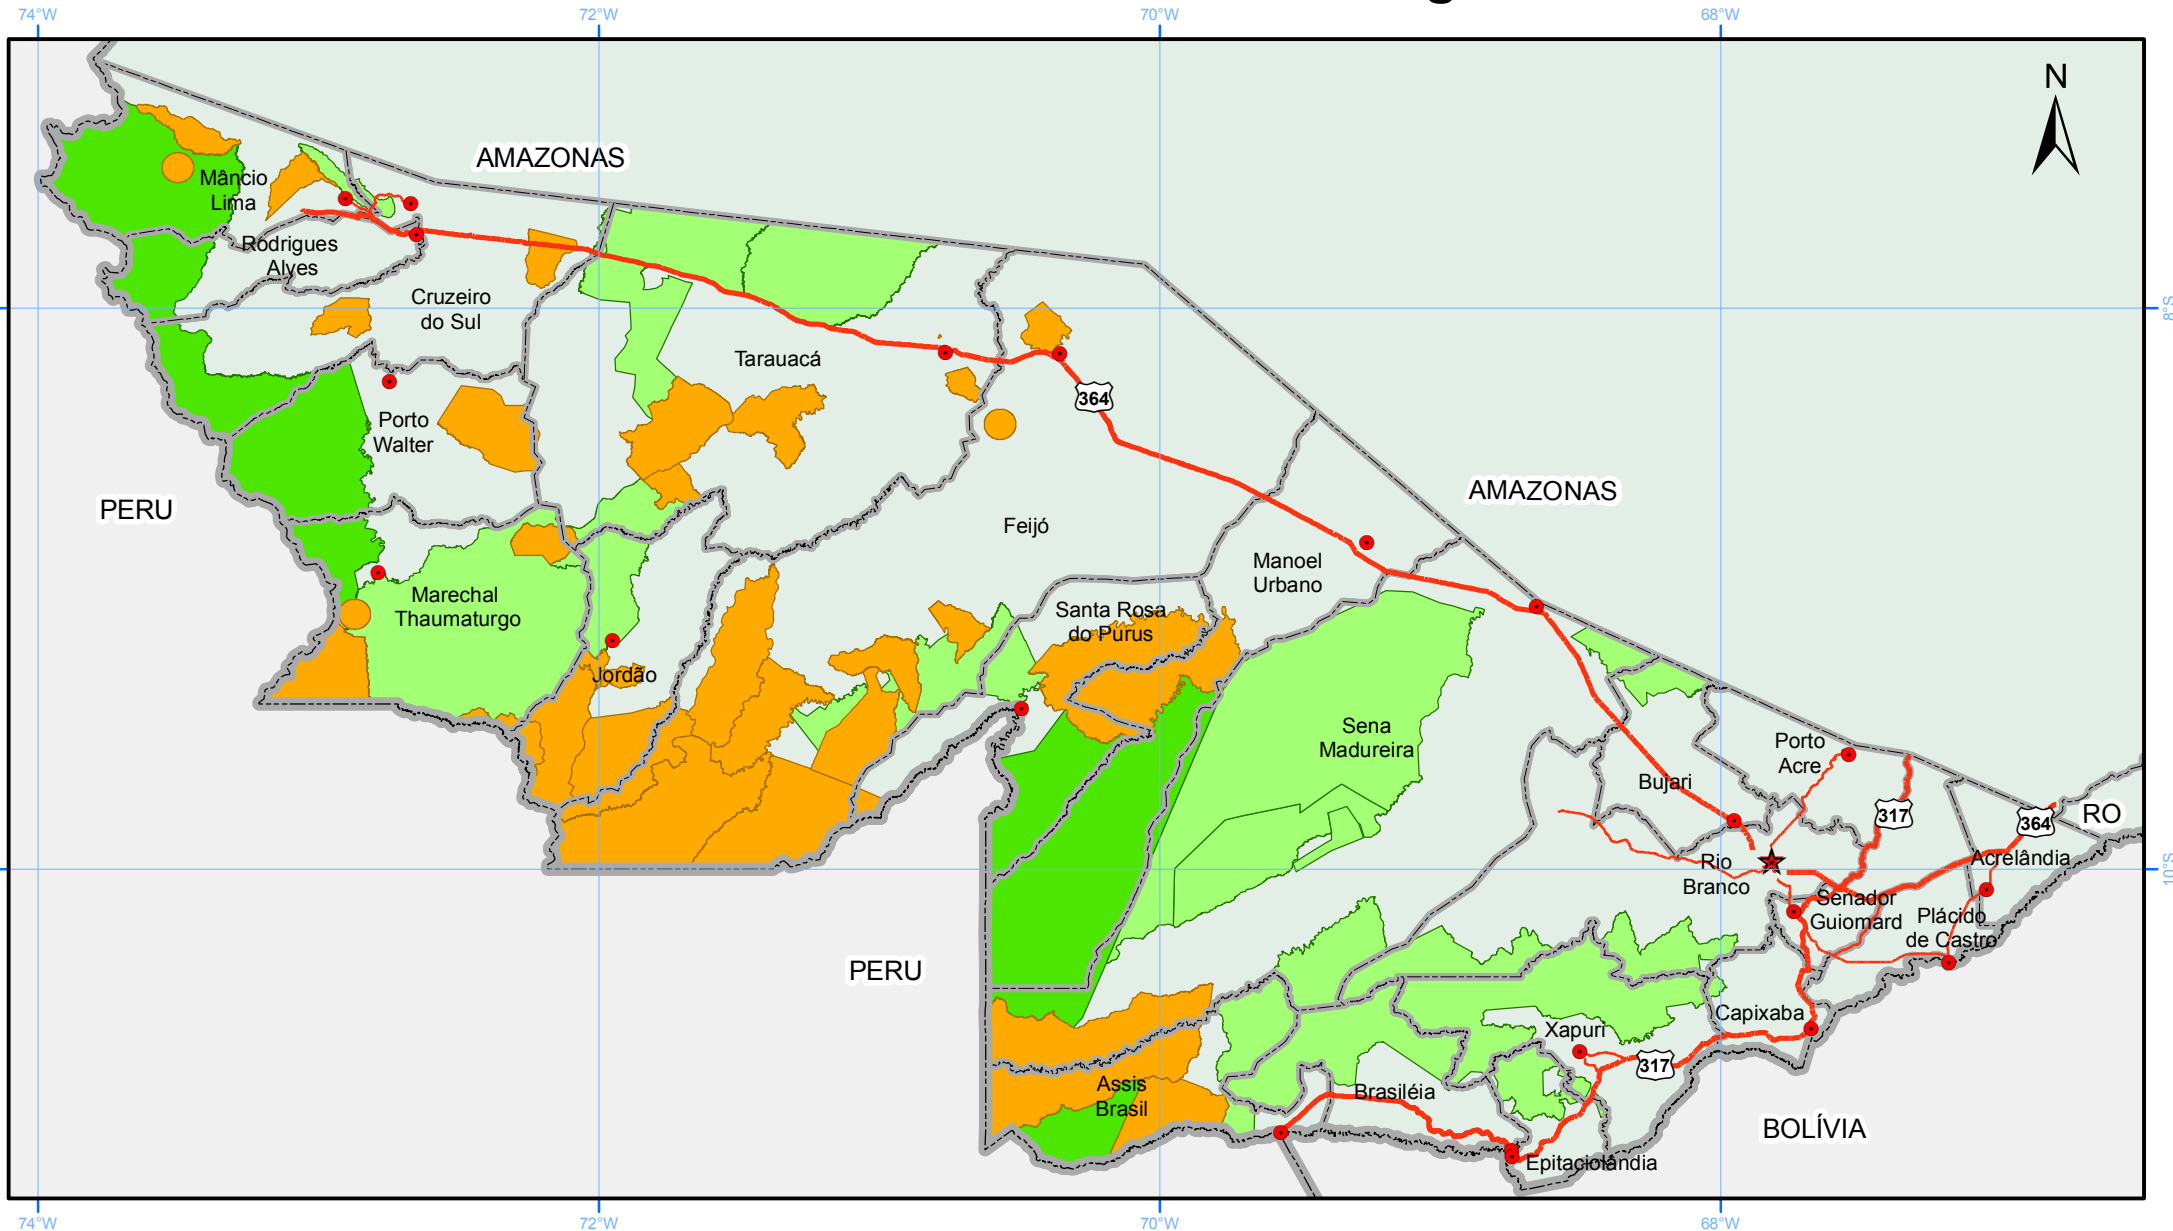 g
74°W
72°W
70°W
68°W
N
AMAZONAS
Mâncio
Lima
Rodrigues
Alves
Cruzeiro
do Sul
8°S
Tarauacá
364
Porto
Walter
PERU
AMAZONAS
Feijó
Manoel
Urbano
Marechal
Thaumaturgo
Santa Rosa
do Purus
Jordão
Sena
Madureira
Porto
Acre
Bujari
317
364
RO
Rio
Branco
Acrelândia
10°S
Senador
Guiomard
Plácido
de Castro
PERU
Capixaba
Xapuri
317
Assis
Brasil
Brasiléia
BOLÍVIA
Epitaciolândia
74°W
72°W
70°W
68°W